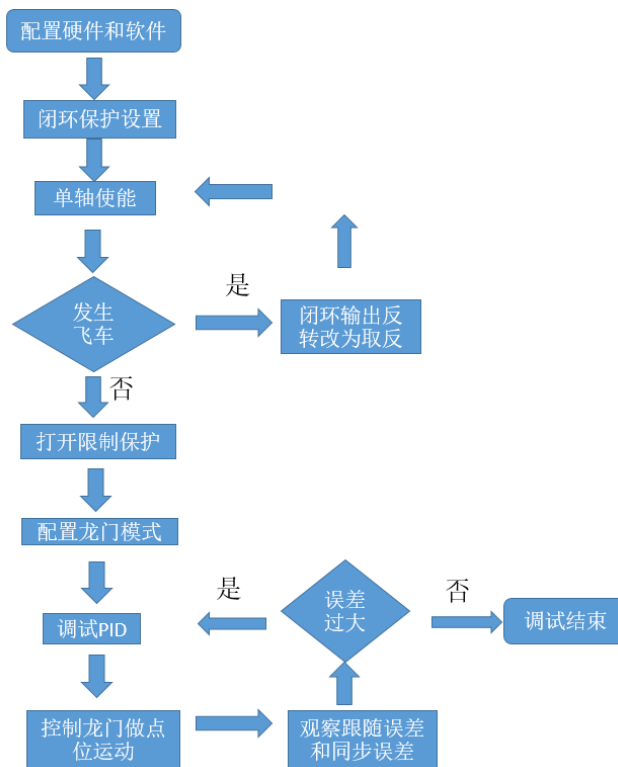 配置硬件和软件
闭环保护设置
单轴使能
发生
飞车
是
闭环输出反
转改为取反
否
打开限制保护
配置龙门模式
调试PID
控制龙门做点
位运动
观察跟随误差
和同步误差
误差
过大
是
否
调试结束